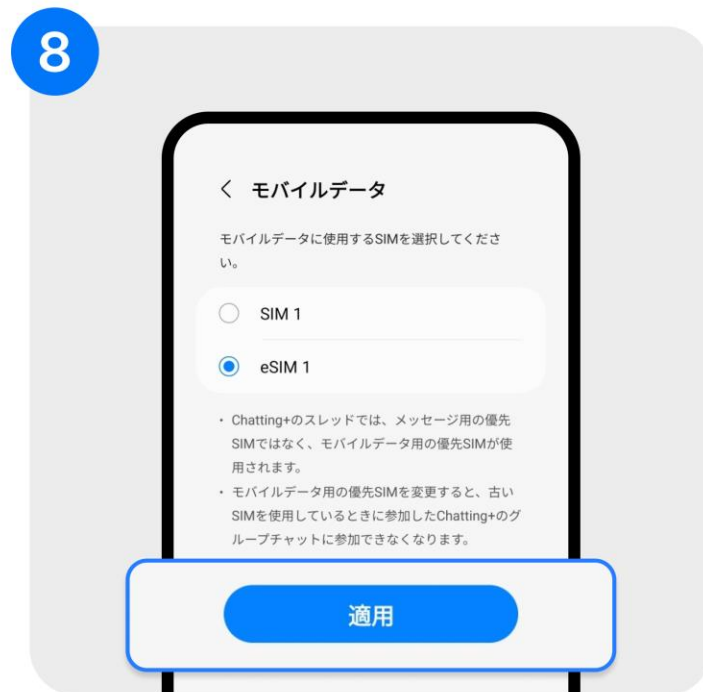 8
モバイルデータ
モバイルデータに使用するSIMを選択してくださ
い。
SIM 1
eSIM 1
・ Chatting+のスレッドでは、メッセージ用の優先
SIMではなく、モバイルデータ用の優先SIMが使
用されます。
・ モバイルデータ用の優先SIMを変更すると、古い
SIMを使用しているときに参加したChatting+のグ
ループチャットに参加できなくなります。
適用